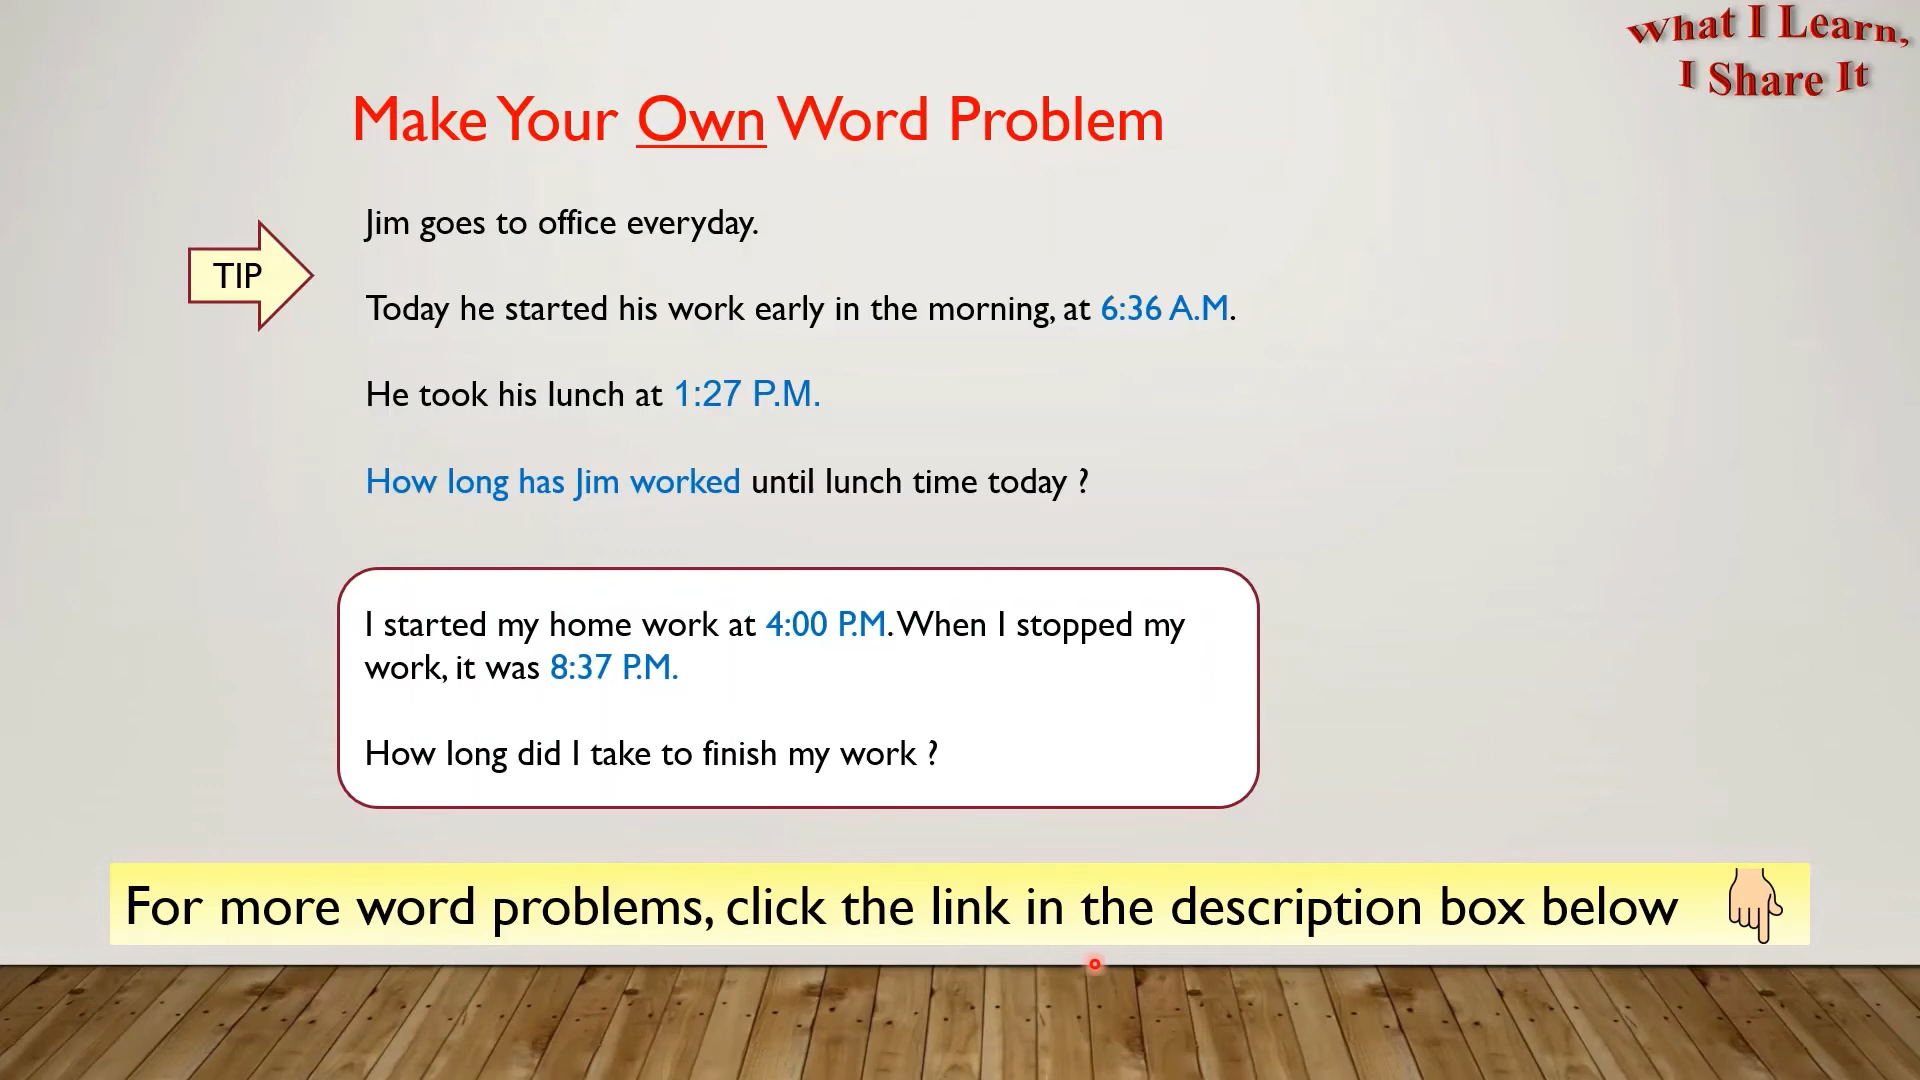 What I Learn,
I Share It
Make Your Own Word Problem
Jim goes to office everyday.
TIP
Today he started his work early in the morning, at 6:36 A.M.
He took his lunch at 1:27 P.M.
How long has Jim worked until lunch time today ?
I started my home work at 4:00 P.M. When I stopped my
work, it was 8:37 P.M.
How long did I take to finish my work ?
For more word problems, click the link in the description box below